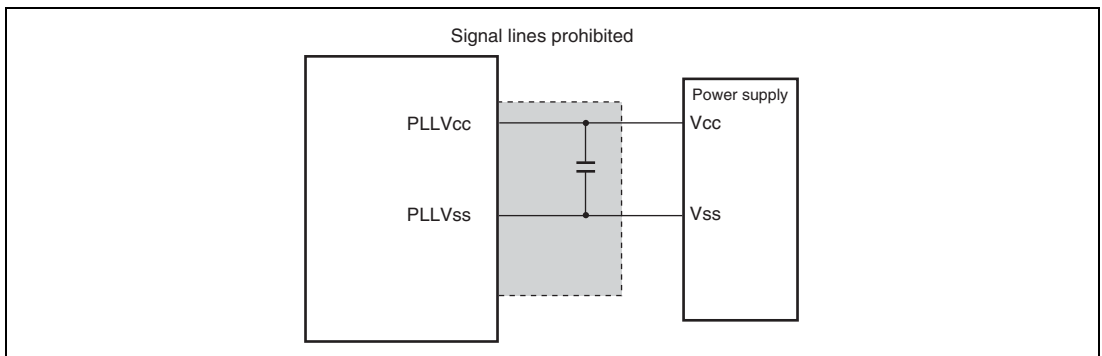 Signal lines prohibited
Power supply
PLLVcc
Vcc
PLLVss
Vss